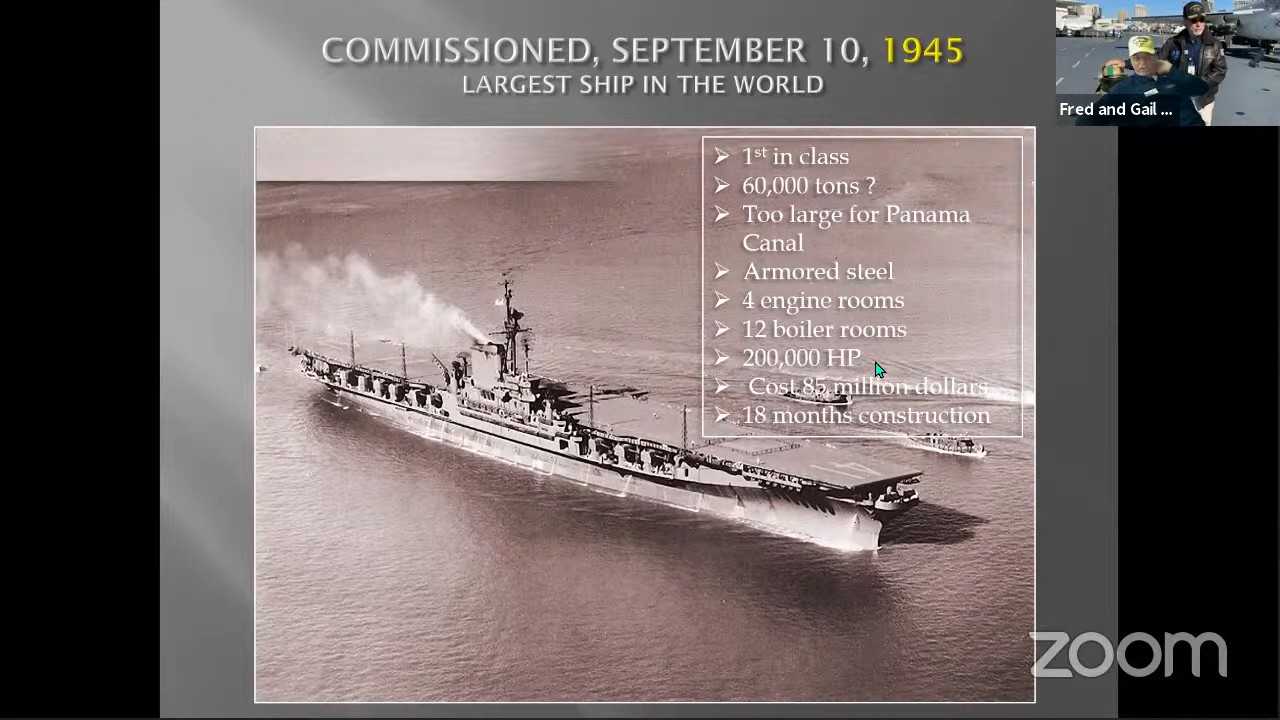 COMMISSIONED, SEPTEMBER 10, 1945
LARGEST SHIP IN THE WORLD
1st in class
60,000 tons ?
Too large for Panama
Canal
Armored steel
4 engine rooms
12 boiler rooms
200,000 HP
Cost 85 million dollars
18 months construction
41
Fred and Gail ...
zoom